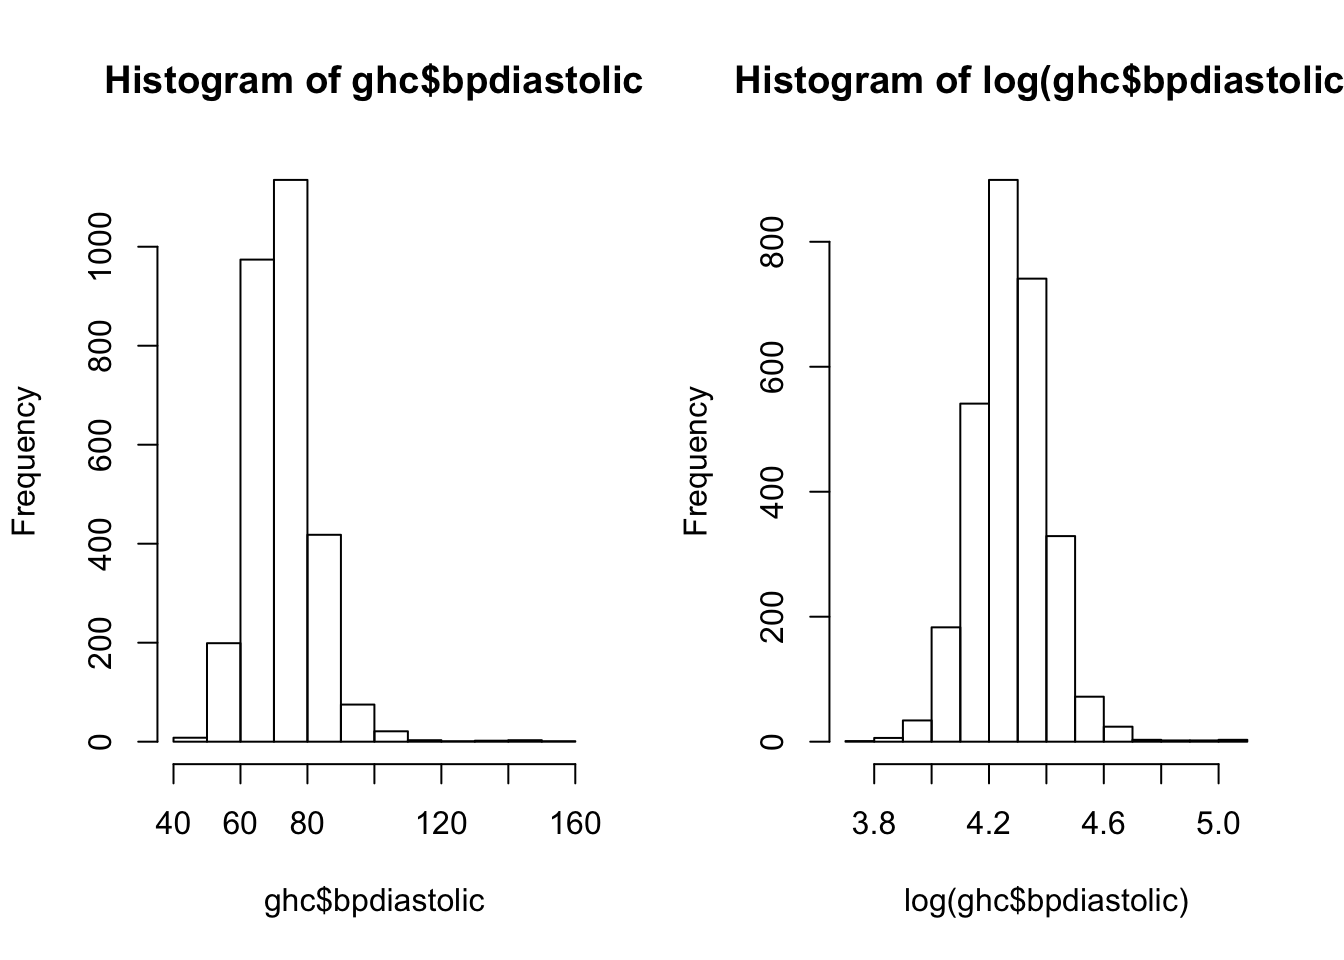 Histogram of ghc$bpdiastolic
Frequency
1000
800
600
400
200
0
40 60 80 120 160
ghc$bpdiastolic
Histogram of log(ghc$bpdiastolic
Frequency
800
600
400
200
0
3.8 4.2 4.6 5.0
log(ghc$bpdiastolic)